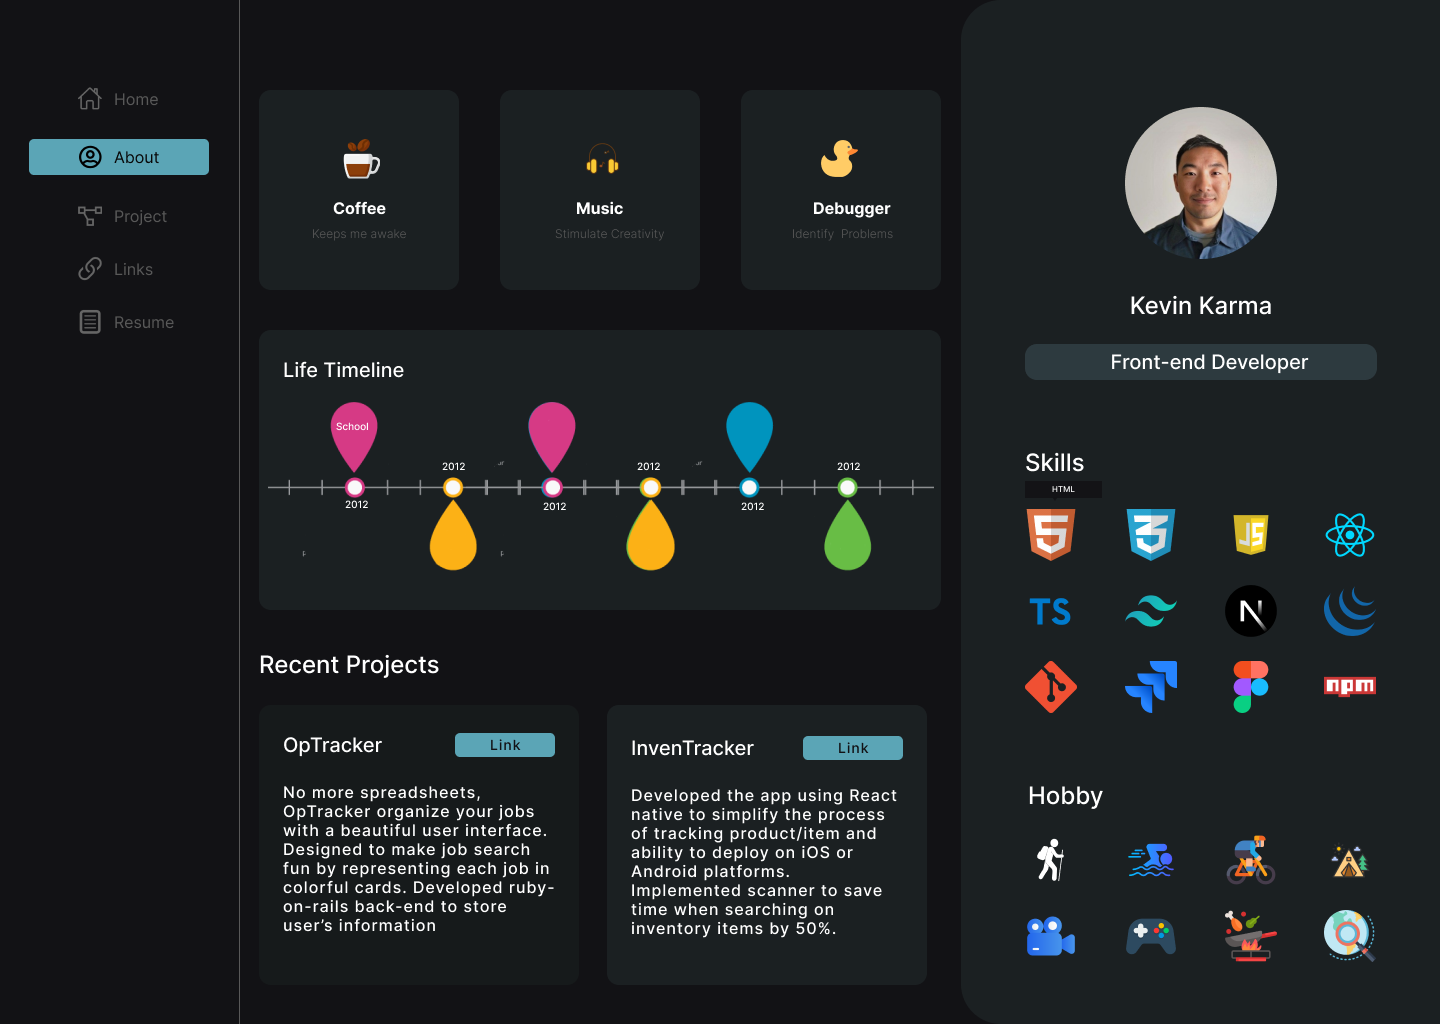 Home
About
Project
Links
Resume
Coffee
Keeps me awake
Music
Stimulate Creativity
Debugger
Identify Problems
Life Timeline
School
2012
2012
2012
2012
2012
2012
Recent Projects
OpTracker
Link
No more spreadsheets,
OpTracker organize your jobs
with a beautiful user interface.
Designed to make job search
fun by representing each job in
colorful cards. Developed ruby-
on-rails back-end to store
user’s information
InvenTracker
Link
Developed the app using React
native to simplify the process
of tracking product/item and
ability to deploy on iOS or
Android platforms.
Implemented scanner to save
time when searching on
inventory items by 50%.
Kevin Karma
Front-end Developer
Skills
HTML
5
3
JS
TS
N
npm
Hobby